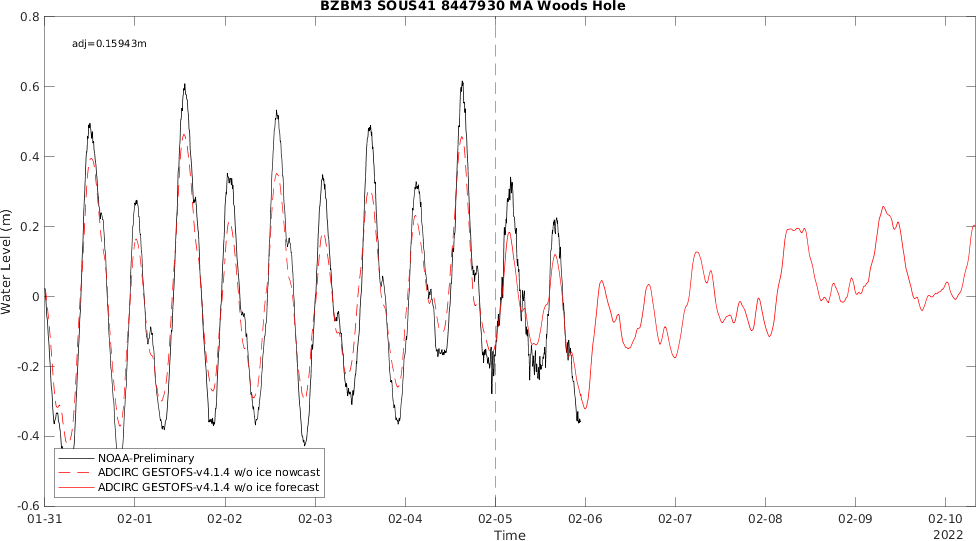 BZBM3 SOUS41 8447930 MA Woods Hole
adj=0.15943m
Water Level (m)
0.8
0.6
0.4
0.2
0
-0.2
-0.4
-0.6
NOAA-Preliminary
ADCIRC GESTOFS-v4.1.4 w/o ice nowcast
ADCIRC GESTOFS-v4.1.4 w/o ice forecast
01-31 02-01 02-02 02-03 02-04 02-05 02-06 02-07 02-08 02-09 02-10
Time
2022